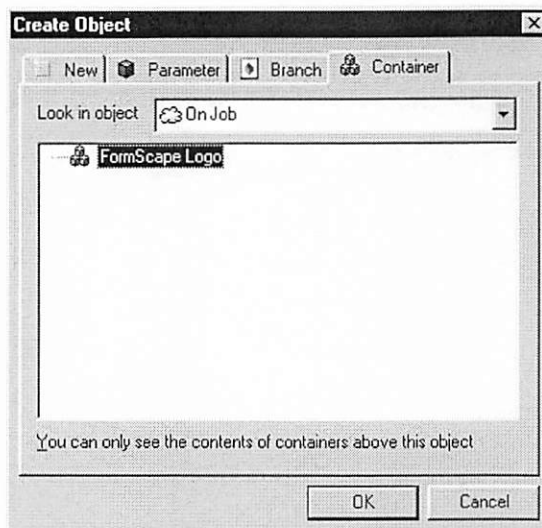 Create Object
New Parameter Branch Container
Look in object On Job
FormScape Logo
You can only see the contents of containers above this object
OK Cancel